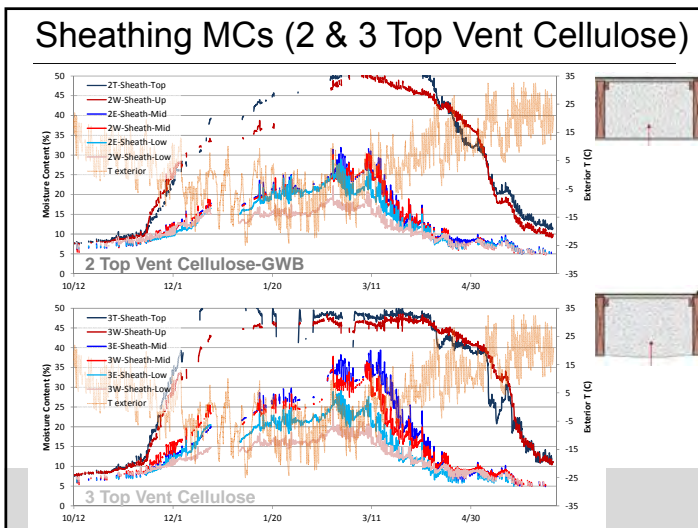 Sheathing MCs (2 & 3 Top Vent Cellulose)
50
45
40
35
30
25
20
15
10
5
0
Moisture Content (%)
2T-Sheath-Top
2W-Sheath-Up
2E-Sheath-Mid
2W-Sheath-Mid
2E-Sheath-Low
2W-Sheath-Low
T exterior
35
25
15
5
-5
-15
-25
-35
Exterior T (C)
2 Top Vent Cellulose-GWB
10/12
12/1
1/20
3/11
4/30
50
45
40
35
30
25
20
15
10
5
0
Moisture Content (%)
3T-Sheath-Top
3W-Sheath-Up
3E-Sheath-Mid
3W-Sheath-Mid
3E-Sheath-Low
3W-Sheath-Low
T exterior
35
25
15
5
-5
-15
-25
-35
Exterior T (C)
3 Top Vent Cellulose
10/12
12/1
1/20
3/11
4/30